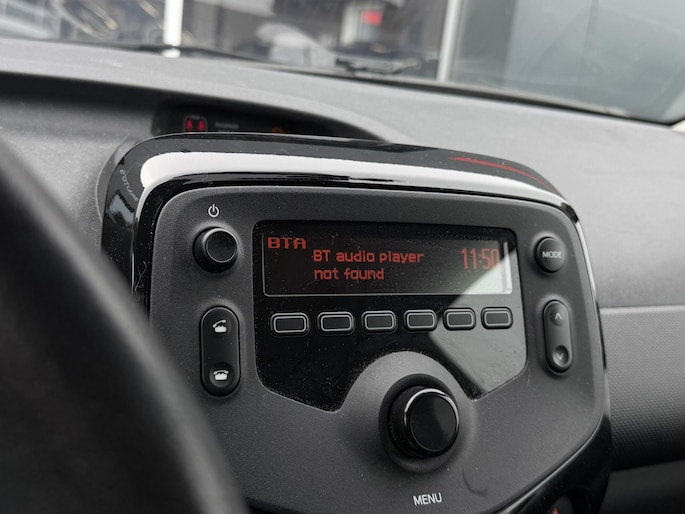 BTA
BT audio player
not found
11:50
MODE
MENU